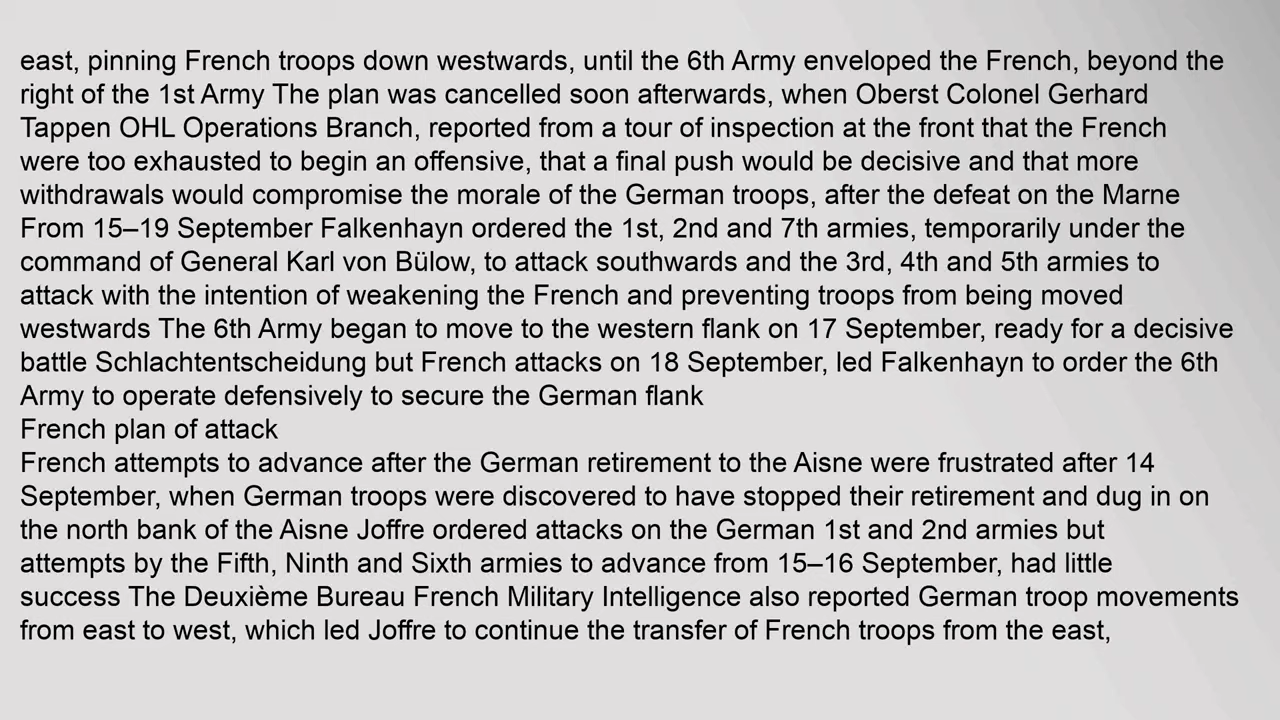 east, pinning French troops down westwards, until the 6th Army enveloped the French, beyond the
right of the 1st Army The plan was cancelled soon afterwards, when Oberst Colonel Gerhard
Tappen OHL Operations Branch, reported from a tour of inspection at the front that the French
were too exhausted to begin an offensive, that a final push would be decisive and that more
withdrawals would compromise the morale of the German troops, after the defeat on the Marne
From 15–19 September Falkenhayn ordered the 1st, 2nd and 7th armies, temporarily under the
command of General Karl von Bülow, to attack southwards and the 3rd, 4th and 5th armies to
attack with the intention of weakening the French and preventing troops from being moved
westwards The 6th Army began to move to the western flank on 17 September, ready for a decisive
battle Schlachtentscheidung but French attacks on 18 September, led Falkenhayn to order the 6th
Army to operate defensively to secure the German flank
French plan of attack
French attempts to advance after the German retirement to the Aisne were frustrated after 14
September, when German troops were discovered to have stopped their retirement and dug in on
the north bank of the Aisne Joffre ordered attacks on the German 1st and 2nd armies but
attempts by the Fifth, Ninth and Sixth armies to advance from 15–16 September, had little
success The Deuxième Bureau French Military Intelligence also reported German troop movements
from east to west, which led Joffre to continue the transfer of French troops from the east,